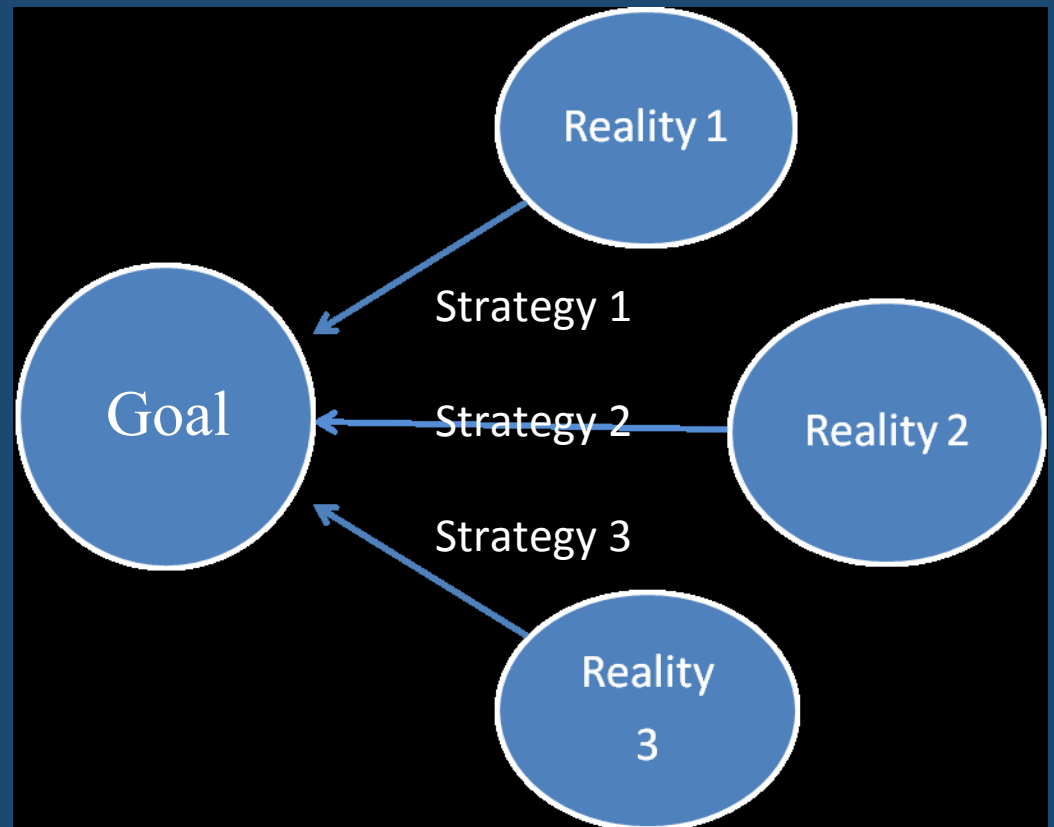 Reality 1
Strategy 1
Goal
Strategy 2
Reality 2
Strategy 3
Reality
3